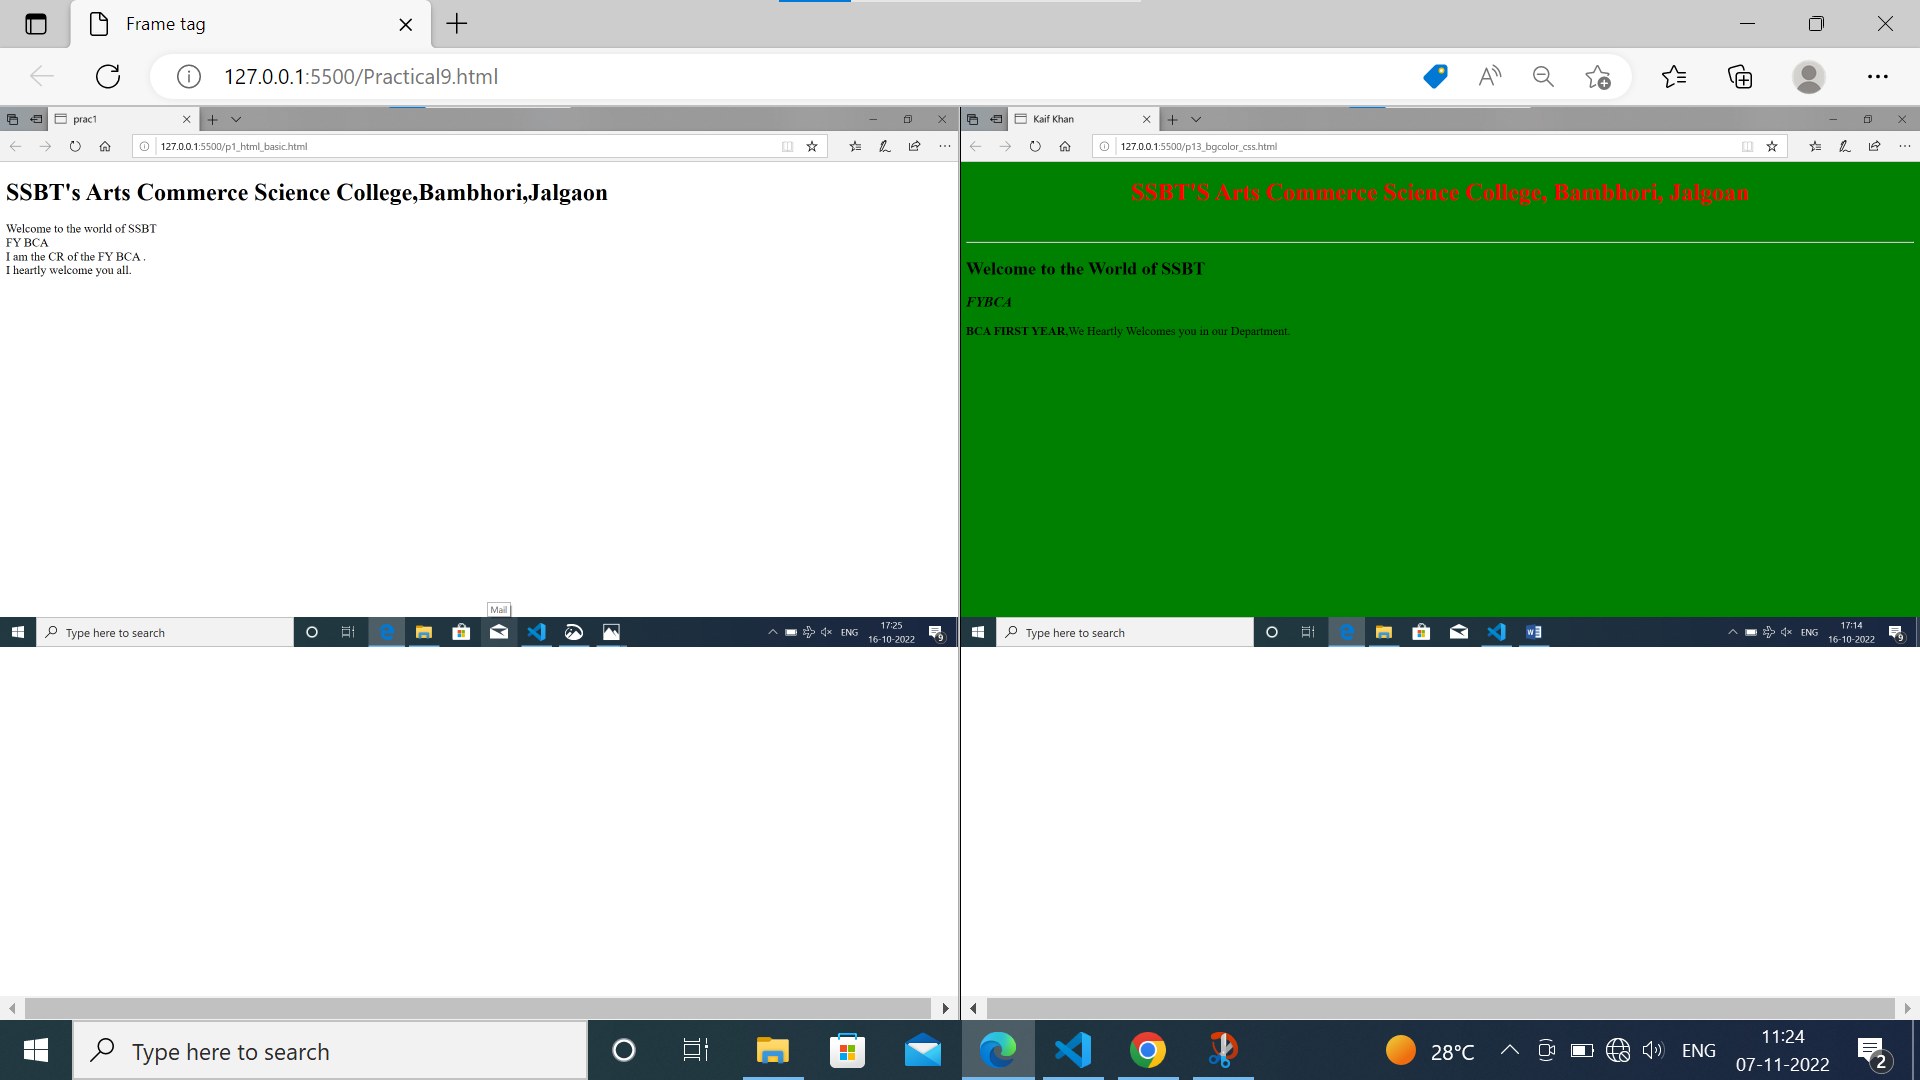 Frame tag
127.0.0.1:5500/Practical9.html
prac1
127.0.0.1:5500/p1_html_basic.html
SSBT's Arts Commerce Science College,Bambhori,Jalgaon
Welcome to the world of SSBT
FY BCA
I am the CR of the FY BCA .
I heartly welcome you all.
Mail
Type here to search
ENG
17:25
16-10-2022
9
Kaif Khan
127.0.0.1:5500/p13_bgcolor_css.html
SSBT'S Arts Commerce Science College, Bambhori, Jalgoan
Welcome to the World of SSBT
FYBCA
BCA FIRST YEAR,We Heartly Welcomes you in our Department.
Type here to search
ENG
17:14
16-10-2022
9
Type here to search
28°C
ENG
11:24
07-11-2022
2